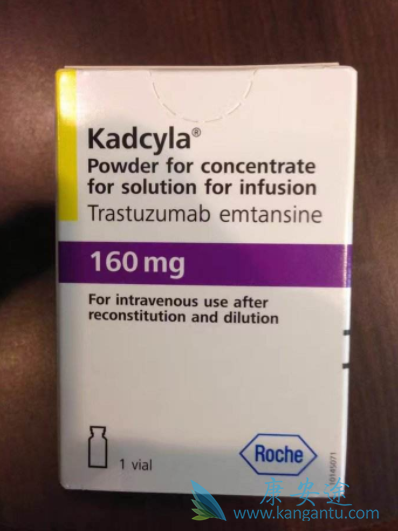 Kadcyla®
Powder for concentrate
for solution for infusion
Trastuzumab emtansine
160 mg
For intravenous use after
reconstitution and dilution
1 vial
Roche
康安途
www.kangantu.com